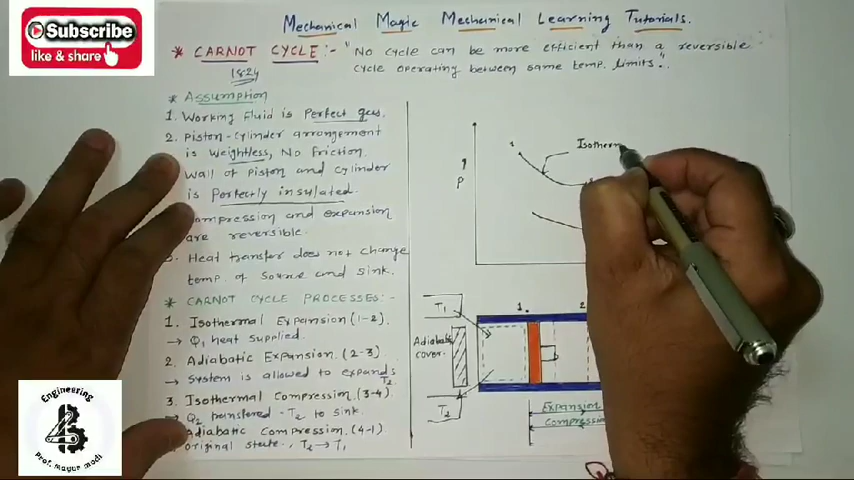 Mechanical Magic Mechanical Learning Tutorials.
Subscribe
like & share
* CARNOT CYCLE :- "No cycle can be more efficient than a reversible
cycle operating between same temp. limits".
1824
* Assumption
1. Working fluid is Perfect gas.
2. Piston-Cylinder arrangement
is Weightless, No friction.
Wall of Piston and Cylinder
is Perfectly insulated.
ompression and expansion
are reversible.
Heat transfer does not change
temp. of Source and sink.
* CARNOT CYCLE PROCESSES:-
1. Isothermal Expansion (1-2)
→ Q1 heat supplied.
2. Adiabatic Expansion. (2-3)
→ System is allowed to expands
T2
3. Isothermal Compression (3-4)
→ Q2 transferred - T2 to sink.
Adiabatic Compression. (4-1)
original state. T2 → T1
1
Isotherm
P
T1
1.
2
Adiabatic
cover.
T2
Expansion
Compression
Engineering
Prof. Mayur Modi